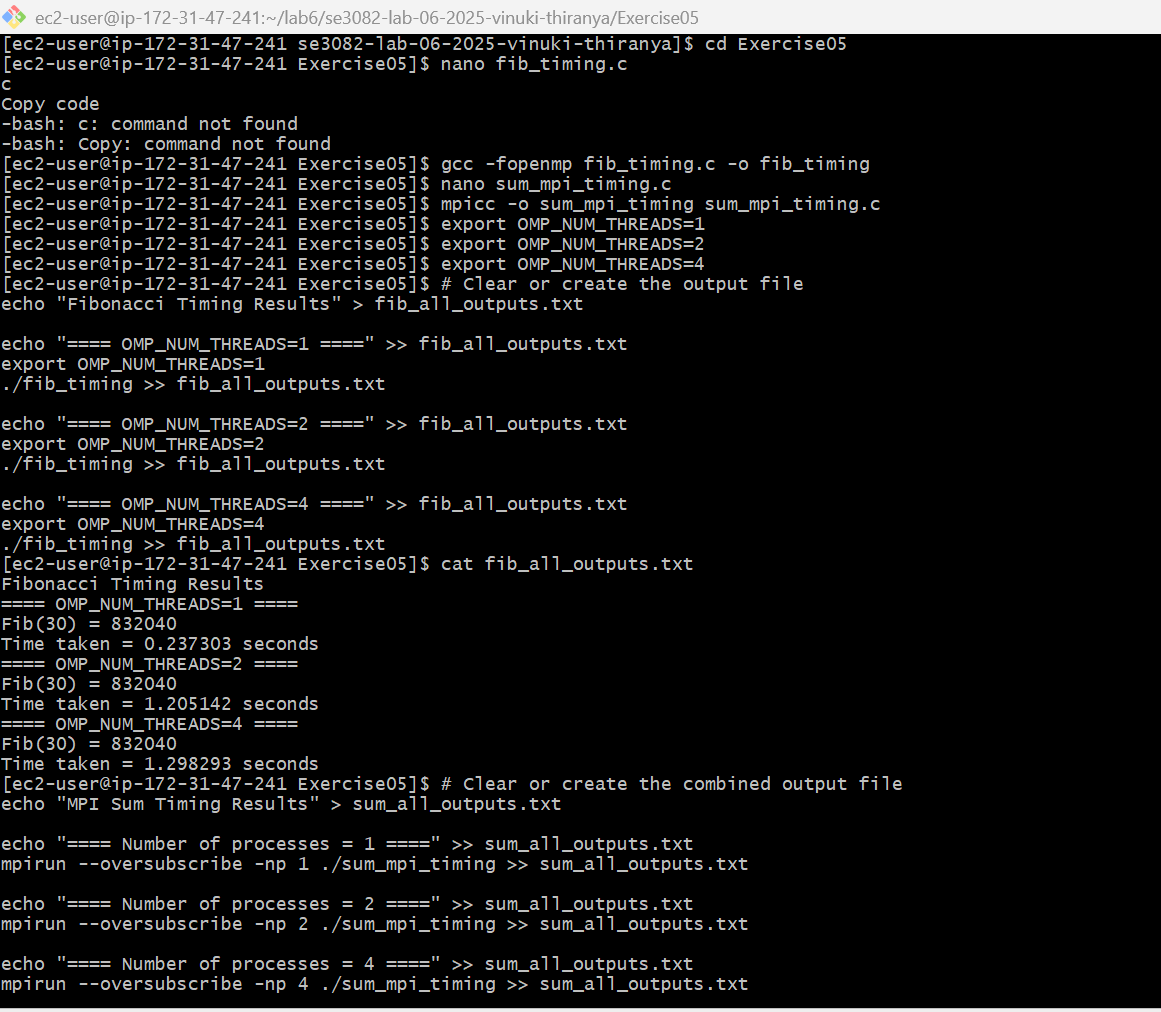 ec2-user@ip-172-31-47-241:~/lab6/se3082-lab-06-2025-vinuki-thiranya/Exercise05
[ec2-user@ip-172-31-47-241 se3082-lab-06-2025-vinuki-thiranya]$ cd Exercise05
[ec2-user@ip-172-31-47-241 Exercise05]$ nano fib_timing.c
c
Copy code
-bash: c: command not found
-bash: Copy: command not found
[ec2-user@ip-172-31-47-241 Exercise05]$ gcc -fopenmp fib_timing.c -o fib_timing
[ec2-user@ip-172-31-47-241 Exercise05]$ nano sum_mpi_timing.c
[ec2-user@ip-172-31-47-241 Exercise05]$ mpicc -o sum_mpi_timing sum_mpi_timing.c
[ec2-user@ip-172-31-47-241 Exercise05]$ export OMP_NUM_THREADS=1
[ec2-user@ip-172-31-47-241 Exercise05]$ export OMP_NUM_THREADS=2
[ec2-user@ip-172-31-47-241 Exercise05]$ export OMP_NUM_THREADS=4
[ec2-user@ip-172-31-47-241 Exercise05]$ # Clear or create the output file
echo "Fibonacci Timing Results" > fib_all_outputs.txt
echo "==== OMP_NUM_THREADS=1 ====" >> fib_all_outputs.txt
export OMP_NUM_THREADS=1
./fib_timing >> fib_all_outputs.txt
echo "==== OMP_NUM_THREADS=2 ====" >> fib_all_outputs.txt
export OMP_NUM_THREADS=2
./fib_timing >> fib_all_outputs.txt
echo "==== OMP_NUM_THREADS=4 ====" >> fib_all_outputs.txt
export OMP_NUM_THREADS=4
./fib_timing >> fib_all_outputs.txt
[ec2-user@ip-172-31-47-241 Exercise05]$ cat fib_all_outputs.txt
Fibonacci Timing Results
==== OMP_NUM_THREADS=1 ====
Fib(30) = 832040
Time taken = 0.237303 seconds
==== OMP_NUM_THREADS=2 ====
Fib(30) = 832040
Time taken = 1.205142 seconds
==== OMP_NUM_THREADS=4 ====
Fib(30) = 832040
Time taken = 1.298293 seconds
[ec2-user@ip-172-31-47-241 Exercise05]$ # Clear or create the combined output file
echo "MPI Sum Timing Results" > sum_all_outputs.txt
echo "==== Number of processes = 1 ====" >> sum_all_outputs.txt
mpirun --oversubscribe -np 1 ./sum_mpi_timing >> sum_all_outputs.txt
echo "==== Number of processes = 2 ====" >> sum_all_outputs.txt
mpirun --oversubscribe -np 2 ./sum_mpi_timing >> sum_all_outputs.txt
echo "==== Number of processes = 4 ====" >> sum_all_outputs.txt
mpirun --oversubscribe -np 4 ./sum_mpi_timing >> sum_all_outputs.txt